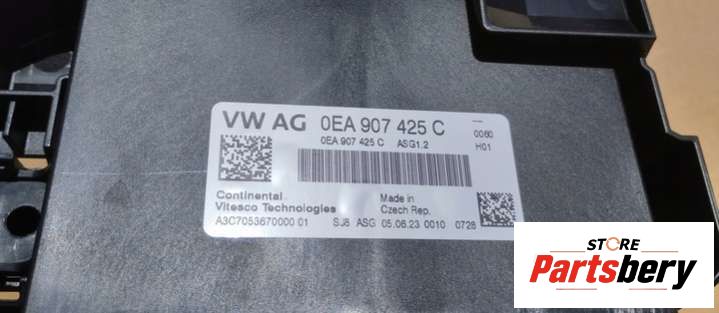 VW AG 0EA 907 425 C 0060
0EA 907 425 C ASG1.2 H01
Continental
Vitesco Technologies
Made in
Czech Rep.
A3C7053670000 01 SJ8 ASG 05.06.23 0010 0728
STORE
Partsbery